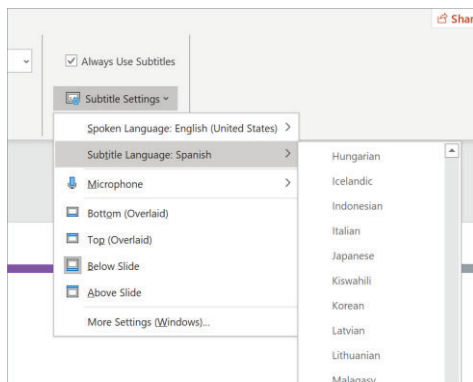 Shar
Always Use Subtitles
Subtitle Settings
Spoken Language: English (United States)
Subtitle Language: Spanish
Microphone
Bottom (Overlaid)
Top (Overlaid)
Below Slide
Above Slide
More Settings (Windows)...
Hungarian
Icelandic
Indonesian
Italian
Japanese
Kiswahili
Korean
Latvian
Lithuanian
Malagasy